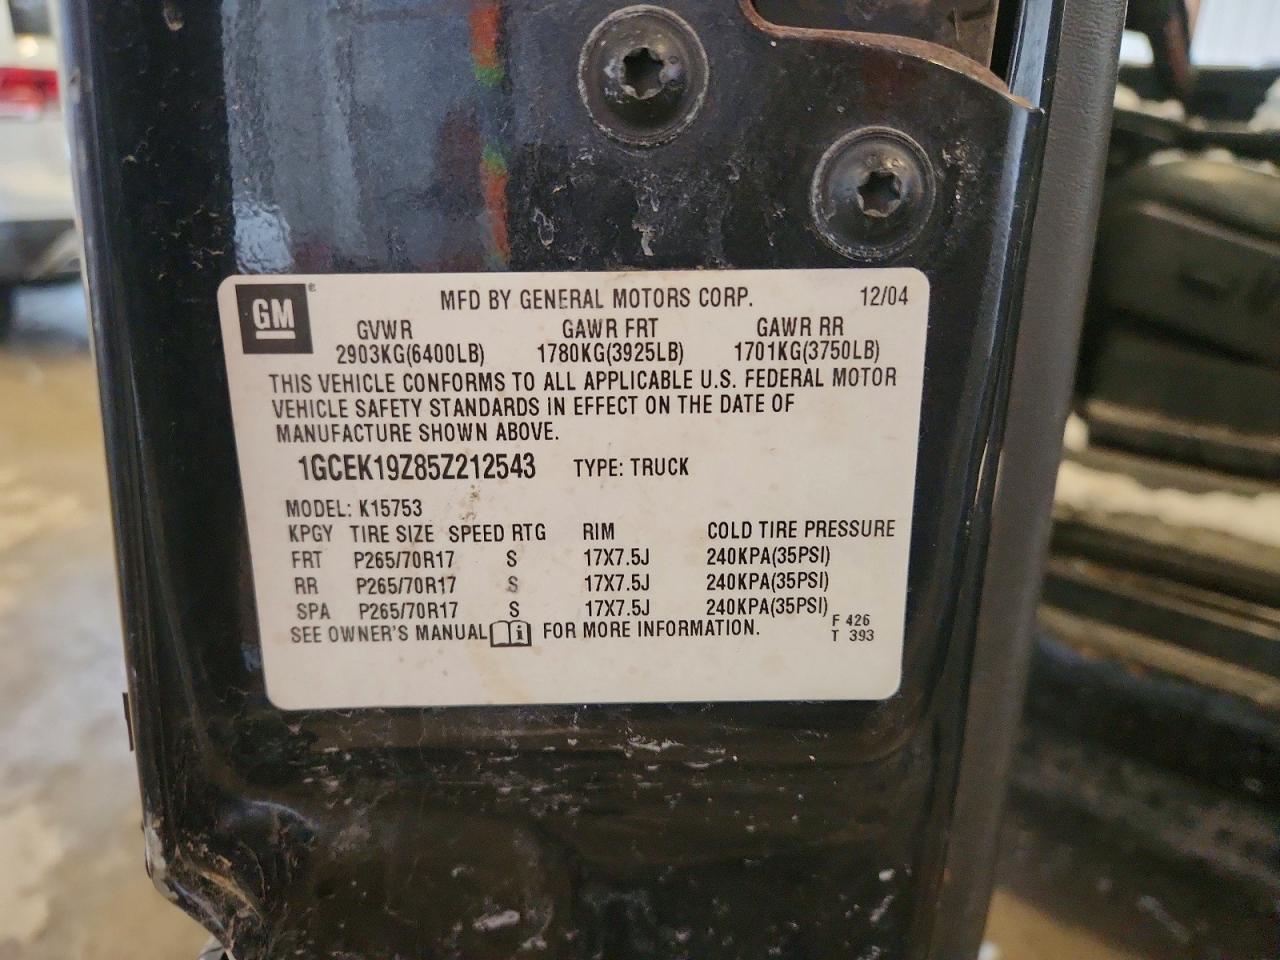 GM®
MFD BY GENERAL MOTORS CORP. 12/04
GVWR GAWR FRT GAWR RR
2903KG(6400LB) 1780KG(3925LB) 1701KG(3750LB)
THIS VEHICLE CONFORMS TO ALL APPLICABLE U.S. FEDERAL MOTOR
VEHICLE SAFETY STANDARDS IN EFFECT ON THE DATE OF
MANUFACTURE SHOWN ABOVE.
1GCEK19Z85Z212543 TYPE: TRUCK
MODEL: K15753
KPGY TIRE SIZE SPEED RTG RIM COLD TIRE PRESSURE
FRT P265/70R17 S 17X7.5J 240KPA(35PSI)
RR P265/70R17 S 17X7.5J 240KPA(35PSI)
SPA P265/70R17 S 17X7.5J 240KPA(35PSI)
SEE OWNER'S MANUAL i FOR MORE INFORMATION.
F 426
T 393